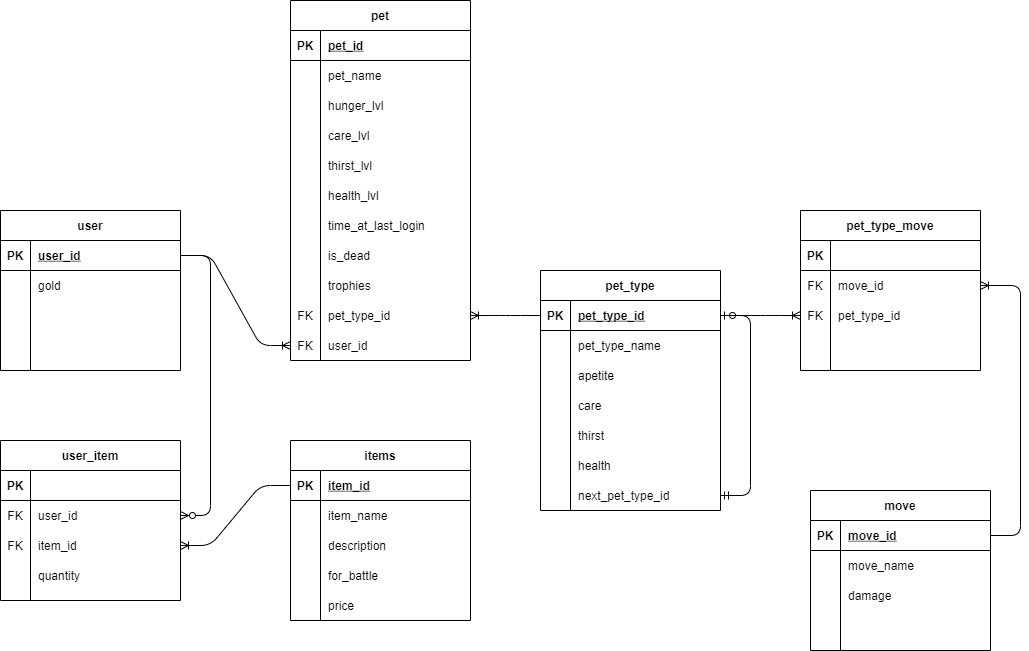 pet
PK pet_id
pet_name
hunger_lvl
care_lvl
thirst_lvl
health_lvl
time_at_last_login
is_dead
trophies
FK pet_type_id
FK user_id
user
PK user_id
gold
pet_type
PK pet_type_id
pet_type_name
apetite
care
thirst
health
next_pet_type_id
pet_type_move
PK
FK move_id
FK pet_type_id
user_item
PK
FK user_id
FK item_id
quantity
items
PK item_id
item_name
description
for_battle
price
move
PK move_id
move_name
damage